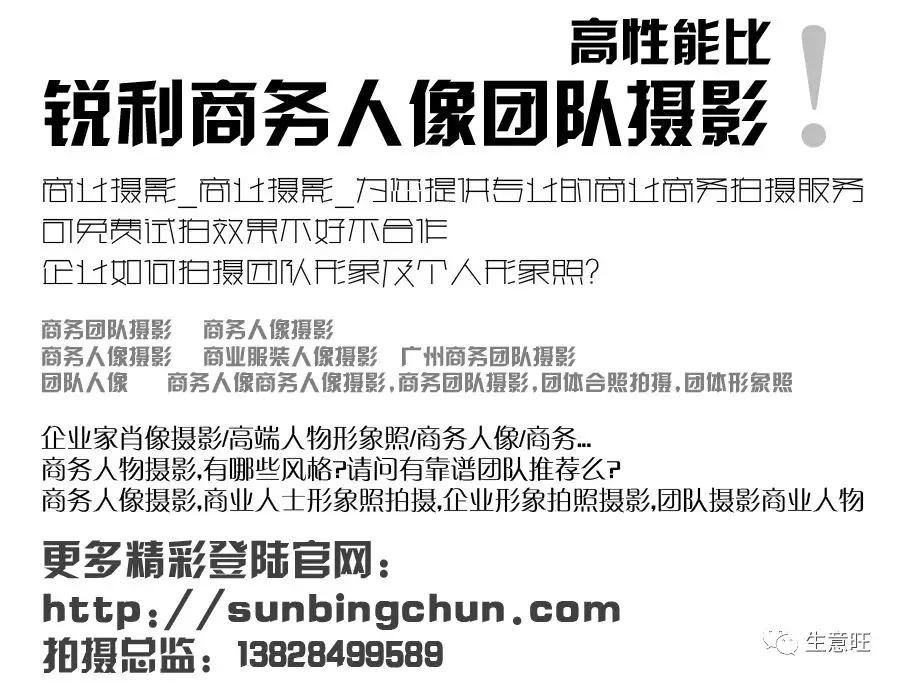 高性能比
锐利商务人像团队摄影！
商业摄影_商业摄影_为您提供专业的商业商务拍摄服务
可免费试拍效果不好不合作
企业如何拍摄团队形象及个人形象照?
商务团队摄影 商务人像摄影
商务人像摄影 商业服装人像摄影 广州商务团队摄影
团队人像 商务人像商务人像摄影,商务团队摄影,团体合照拍摄,团体形象照
企业家肖像摄影/高端人物形象照/商务人像/商务...
商务人物摄影,有哪些风格?请问有靠谱团队推荐么?
商务人像摄影,商业人士形象照拍摄,企业形象拍照摄影,团队摄影商业人物
更多精彩登陆官网：
http://sunbingchun.com
拍摄总监：13828499589
生意旺